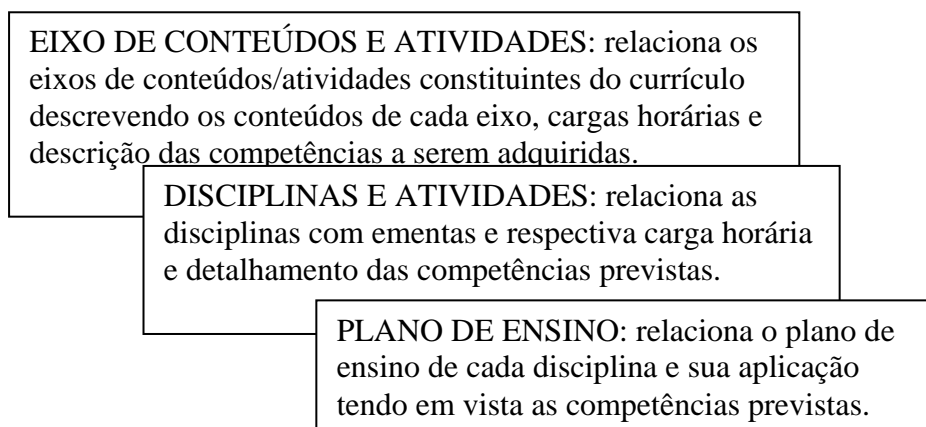 EIXO DE CONTEÚDOS E ATIVIDADES: relaciona os
eixos de conteúdos/atividades constituintes do currículo
descrevendo os conteúdos de cada eixo, cargas horárias e
descrição das competências a serem adquiridas.
DISCIPLINAS E ATIVIDADES: relaciona as
disciplinas com ementas e respectiva carga horária
e detalhamento das competências previstas.
PLANO DE ENSINO: relaciona o plano de
ensino de cada disciplina e sua aplicação
tendo em vista as competências previstas.